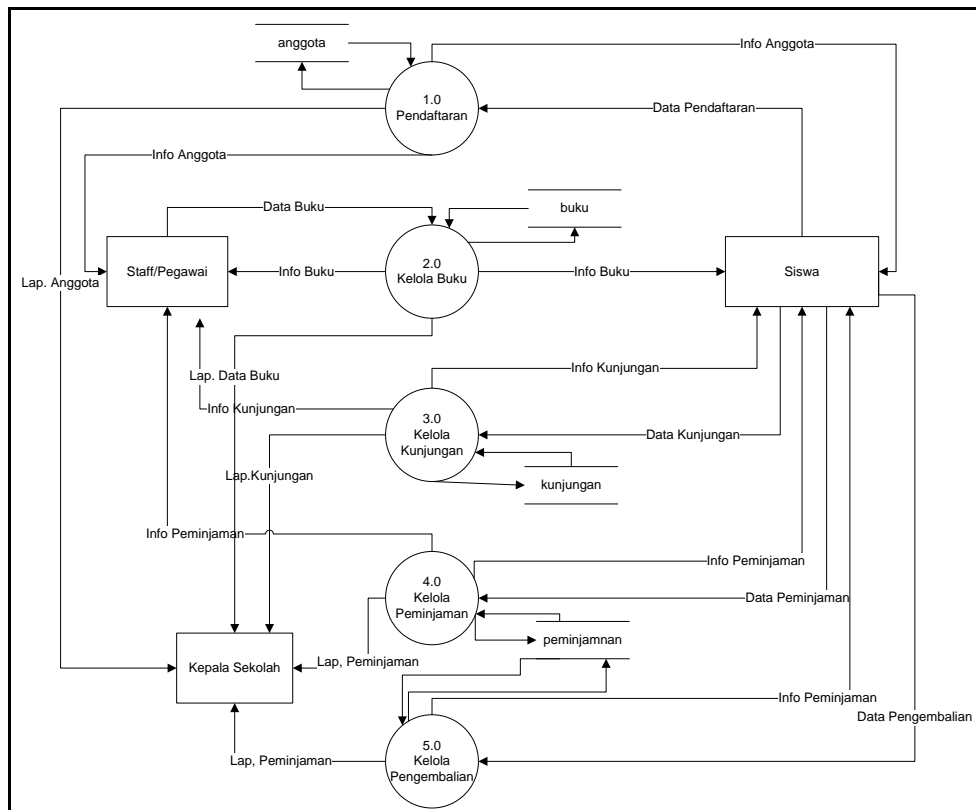 anggota
Info Anggota
1.0
Pendaftaran
Data Pendaftaran
Info Anggota
Data Buku
buku
Staff/Pegawai
Info Buku
2.0
Kelola Buku
Info Buku
Siswa
Lap. Anggota
Lap. Data Buku
Info Kunjungan
Info Kunjungan
3.0
Kelola
Kunjungan
Data Kunjungan
Lap.Kunjungan
kunjungan
Info Peminjaman
Info Peminjaman
4.0
Kelola
Peminjaman
Data Peminjaman
peminjamnan
Kepala Sekolah
Lap, Peminjaman
Info Peminjaman
Data Pengembalian
Lap, Peminjaman
5.0
Kelola
Pengembalian